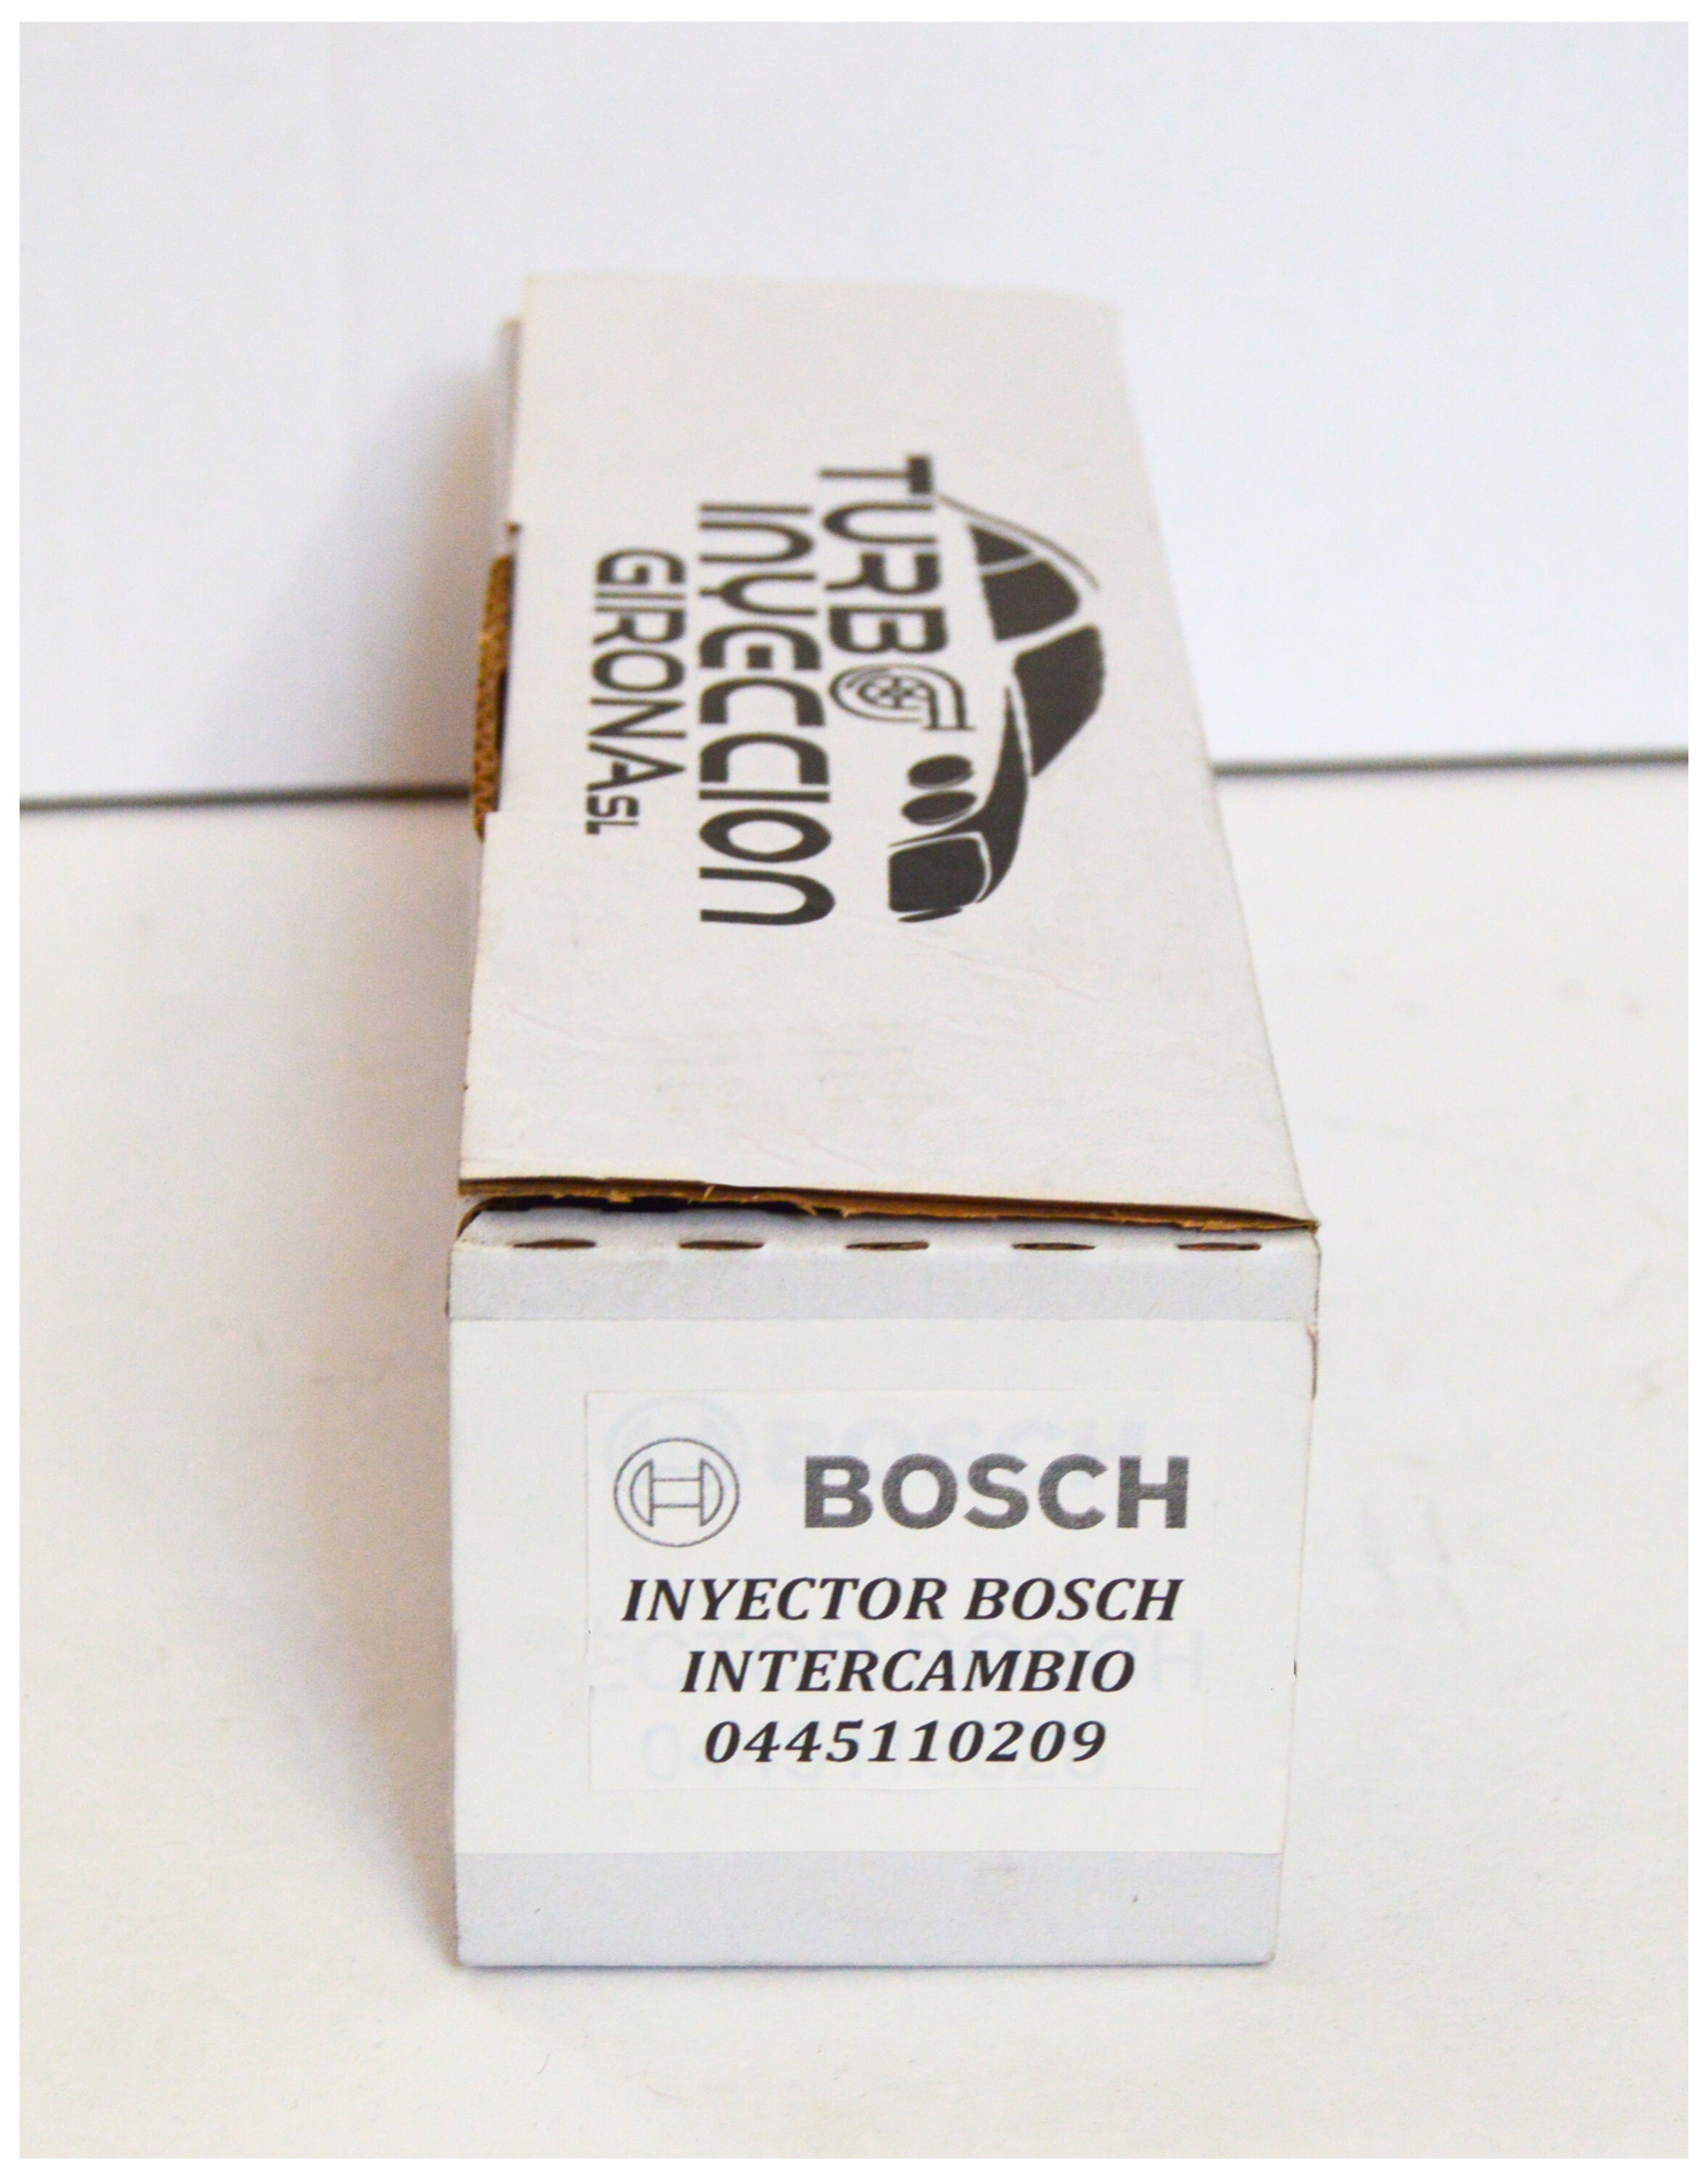 TURBO
INYECCION
GIRONA SL
BOSCH
INYECTOR BOSCH
INTERCAMBIO
0445110209